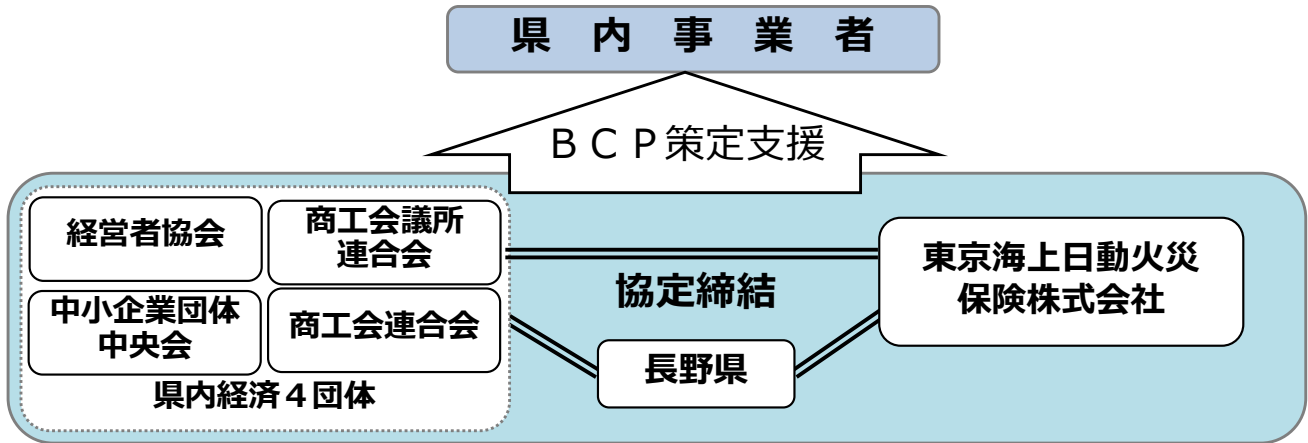 県内事業者
ＢＣＰ策定支援
経営者協会
商工会議所
連合会
中小企業団体
中央会
商工会連合会
県内経済４団体
協定締結
長野県
東京海上日動火災
保険株式会社